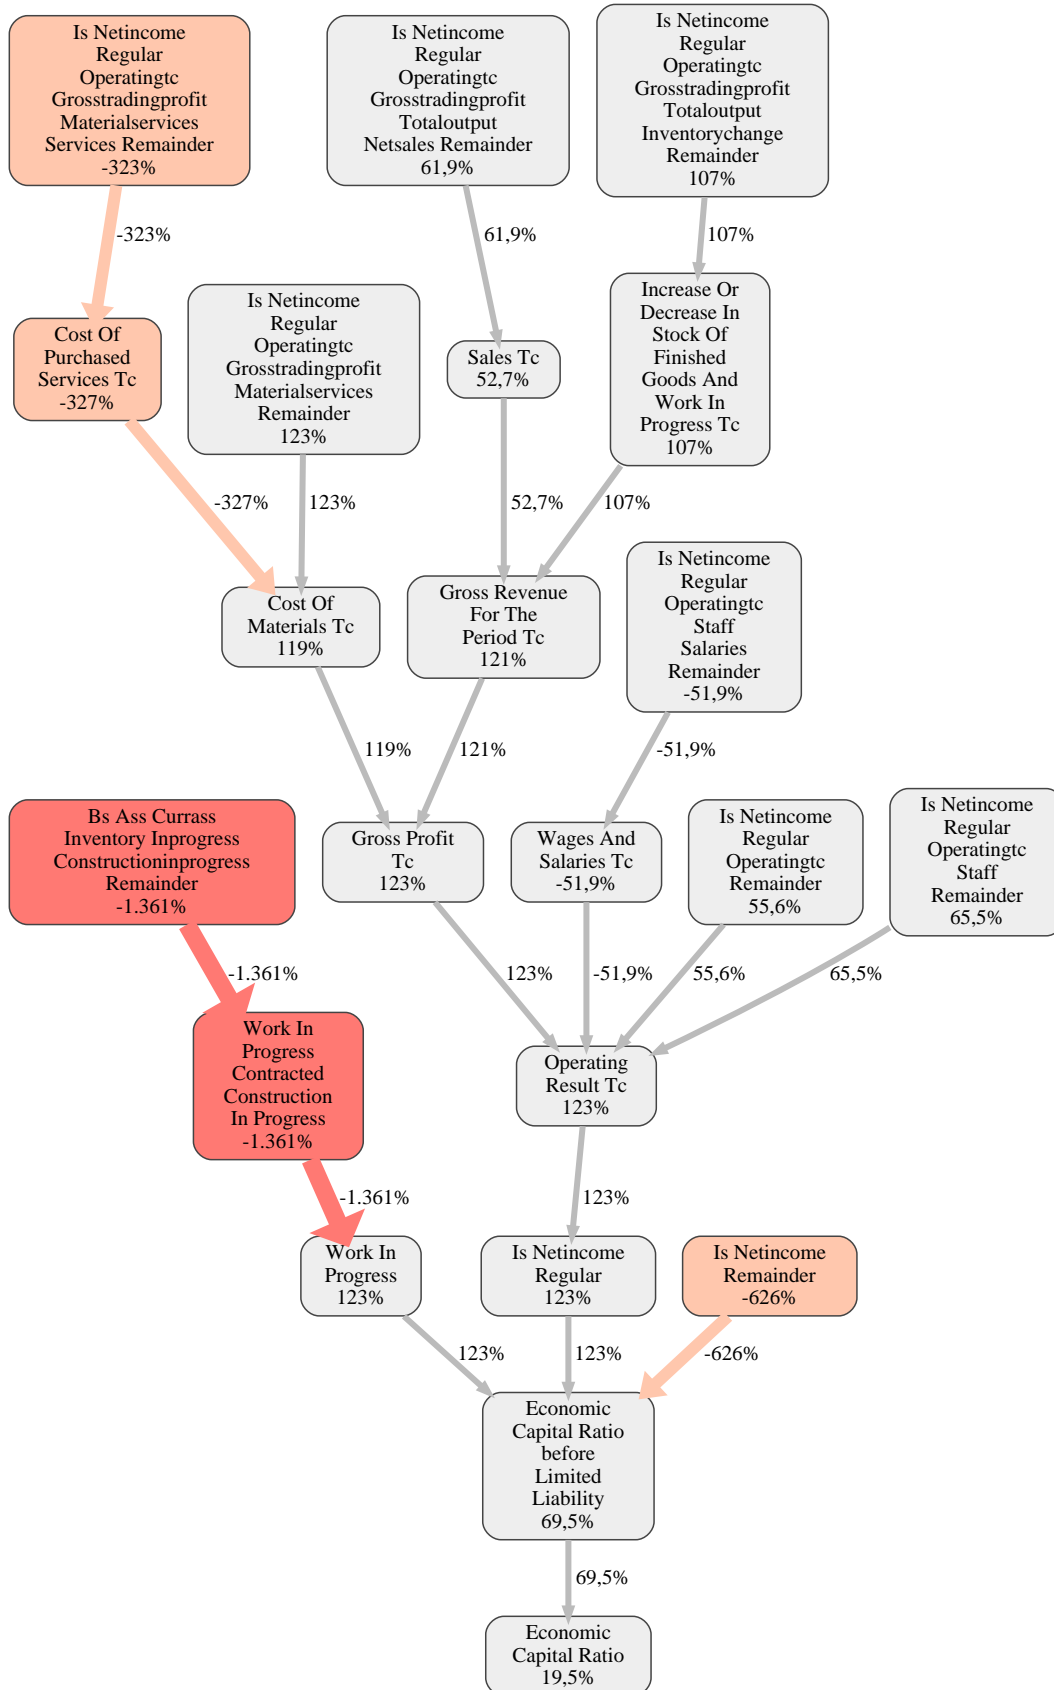 Is Netincome
Regular
Operatingtc
Grosstradingprofit
Materialservices
Services Remainder
-323%
Is Netincome
Regular
Operatingtc
Grosstradingprofit
Totaloutput
Netsales Remainder
61,9%
Is Netincome
Regular
Operatingtc
Grosstradingprofit
Totaloutput
Inventorychange
Remainder
107%
-323%
61,9%
107%
Cost Of
Purchased
Services Tc
-327%
Is Netincome
Regular
Operatingtc
Grosstradingprofit
Materialservices
Remainder
123%
Sales Tc
52,7%
Increase Or
Decrease In
Stock Of
Finished
Goods And
Work In
Progress Tc
107%
-327%
123%
52,7%
107%
Cost Of
Materials Tc
119%
Gross Revenue
For The
Period Tc
121%
Is Netincome
Regular
Operatingtc
Staff
Salaries
Remainder
-51,9%
119%
121%
-51,9%
Bs Ass Currass
Inventory Inprogress
Constructioninprogress
Remainder
-1.361%
Gross Profit
Tc
123%
Wages And
Salaries Tc
-51,9%
Is Netincome
Regular
Operatingtc
Remainder
55,6%
Is Netincome
Regular
Operatingtc
Staff
Remainder
65,5%
-1.361%
123%
-51,9%
55,6%
65,5%
Work In
Progress
Contracted
Construction
In Progress
-1.361%
Operating
Result Tc
123%
-1.361%
123%
Work In
Progress
123%
Is Netincome
Regular
123%
Is Netincome
Remainder
-626%
123%
123%
-626%
Economic
Capital Ratio
before
Limited
Liability
69,5%
69,5%
Economic
Capital Ratio
19,5%